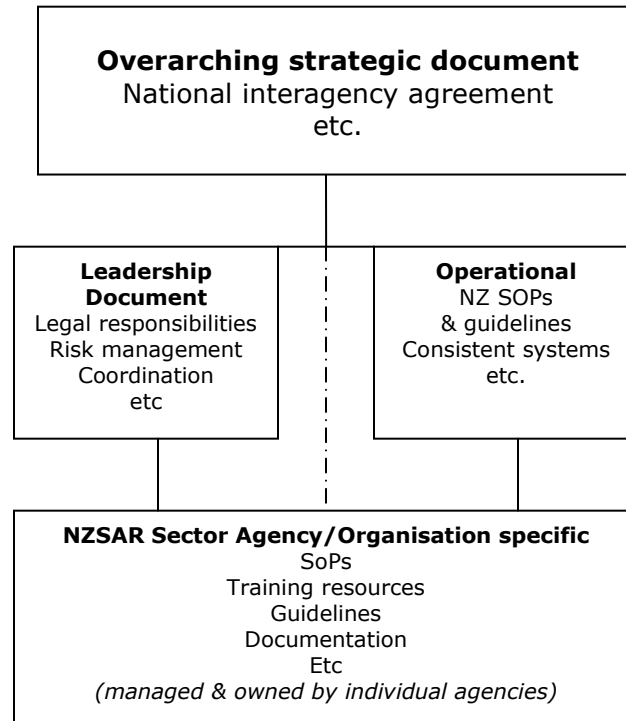 Overarching strategic document
National interagency agreement
etc.
Leadership
Document
Legal responsibilities
Risk management
Coordination
etc
Operational
NZ SOPs
& guidelines
Consistent systems
etc.
NZSAR Sector Agency/Organisation specific
SoPs
Training resources
Guidelines
Documentation
Etc
(managed & owned by individual agencies)